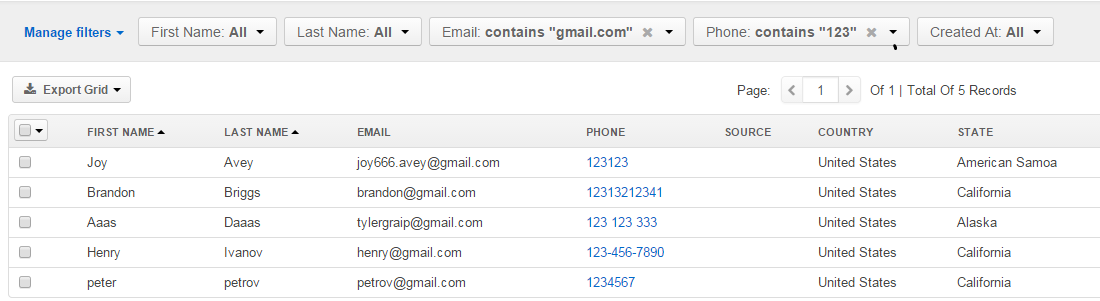 Manage filters First Name: All Last Name: All Email: contains "gmail.com" Phone: contains "123" Created At: All
Export Grid Page: 1 Of 1 | Total Of 5 Records
FIRST NAME LAST NAME EMAIL PHONE SOURCE COUNTRY STATE
Joy Avey joy666.avey@gmail.com 123123 United States American Samoa
Brandon Briggs brandon@gmail.com 12313212341 United States California
Aaas Daaas tylergraip@gmail.com 123 123 333 United States Alaska
Henry Ivanov henry@gmail.com 123-456-7890 United States California
peter petrov petrov@gmail.com 1234567 United States California